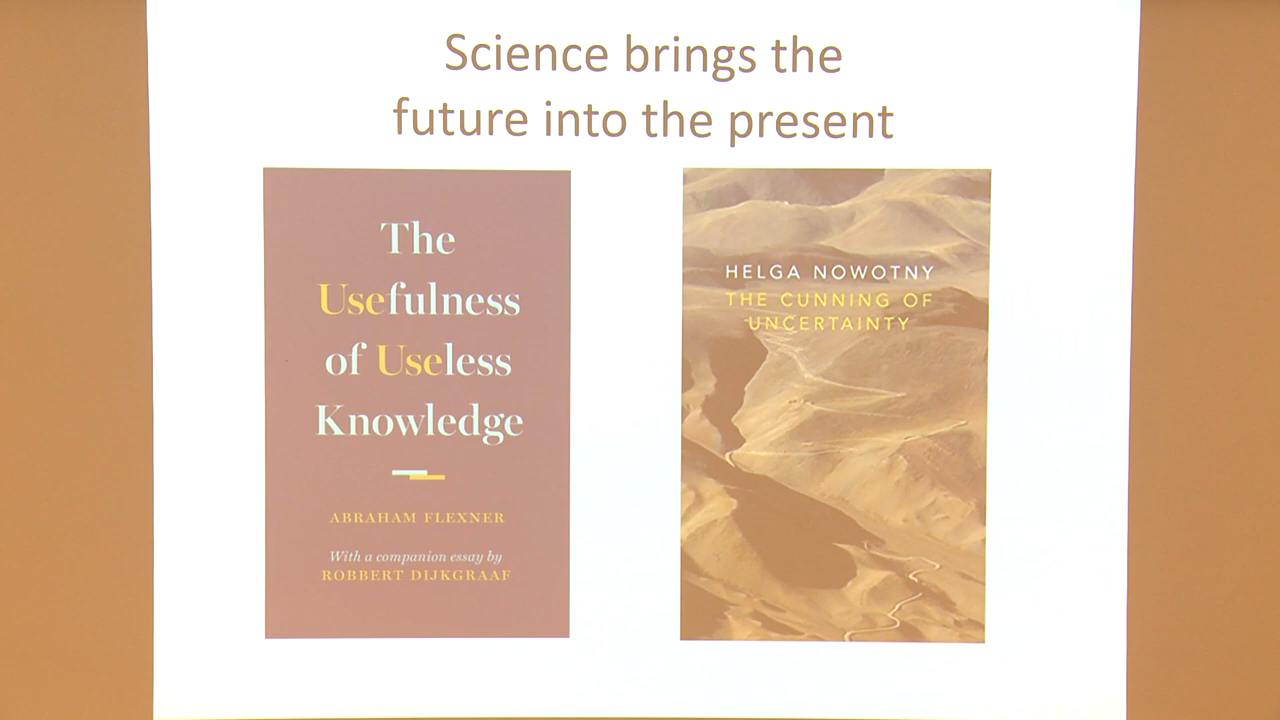 Science brings the
future into the present
The
Usefulness
of Useless
Knowledge
ABRAHAM FLEXNER
With a companion essay by
ROBBERT DIJKGRAAF
HELGA NOWOTNY
THE CUNNING OF
UNCERTAINTY